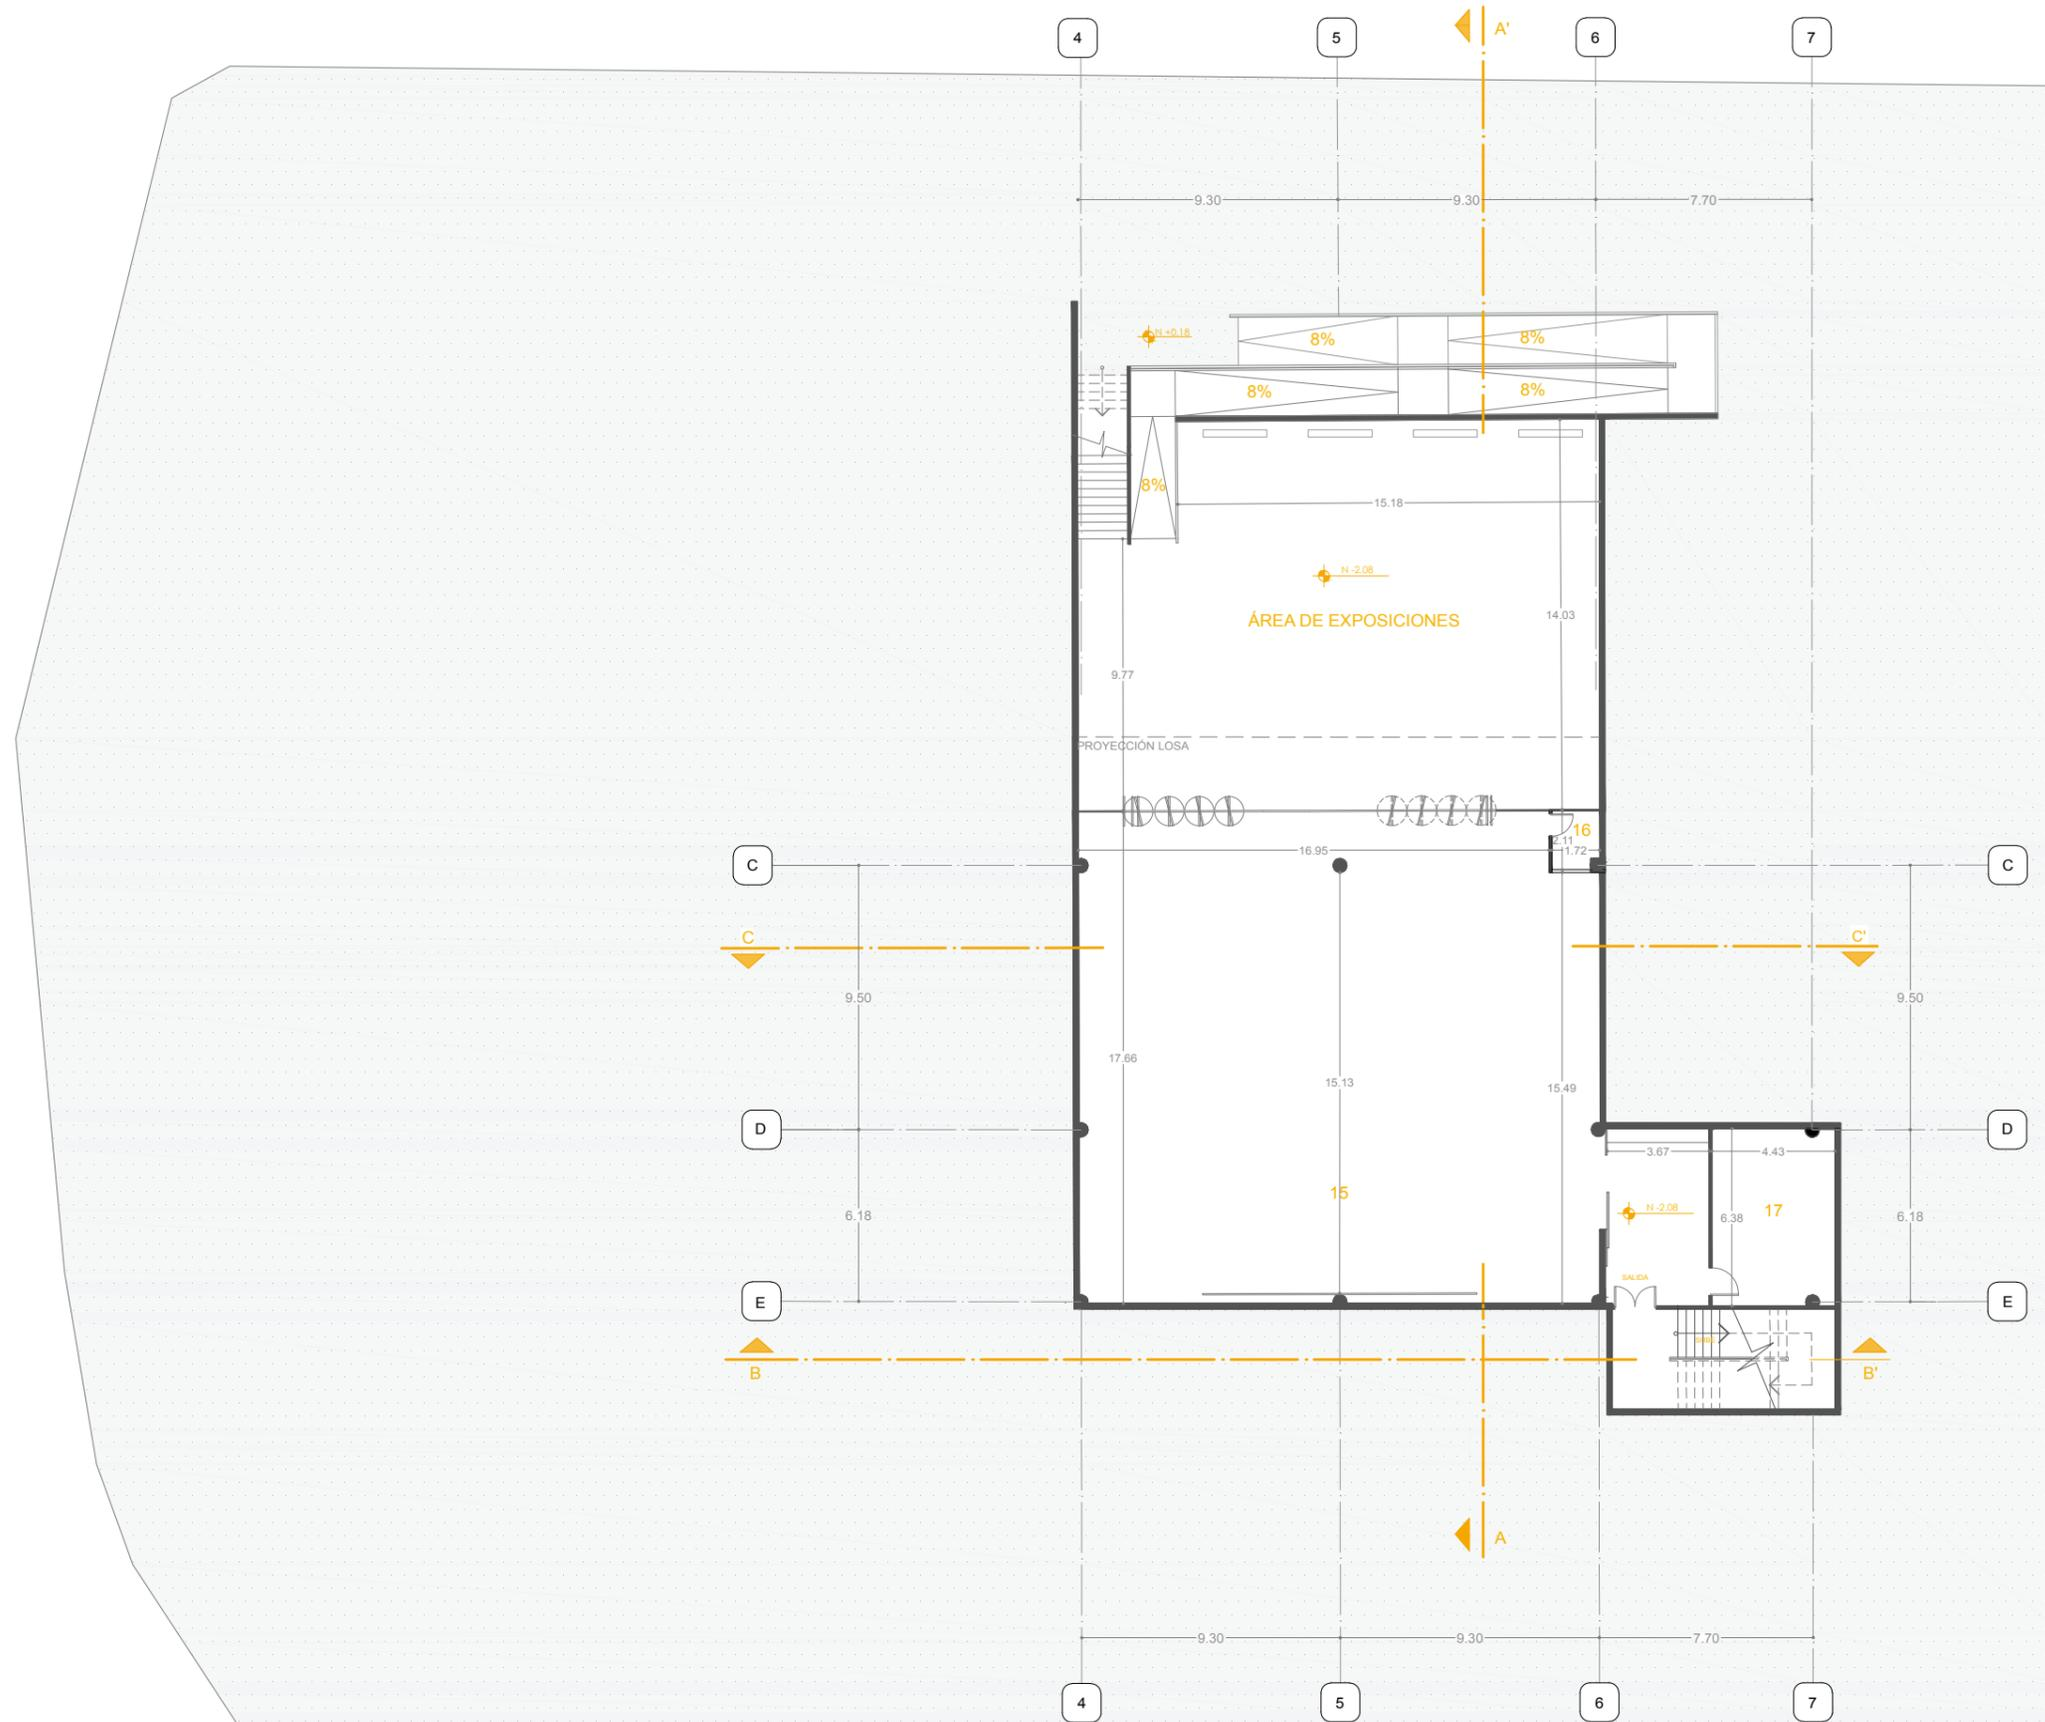 4
5
A'
6
7
9.30
9.30
7.70
N +0.18
8%
8%
8%
8%
8%
15.18
N -2.08
ÁREA DE EXPOSICIONES
14.03
9.77
PROYECCIÓN LOSA
16
2.11
16.95
1.72
C
C
C
C'
9.50
9.50
17.66
15.13
15.49
D
D
3.67
4.43
15
N -2.08
17
6.18
6.38
6.18
SALIDA
E
E
SUBE
B
B'
A
9.30
9.30
7.70
4
5
6
7